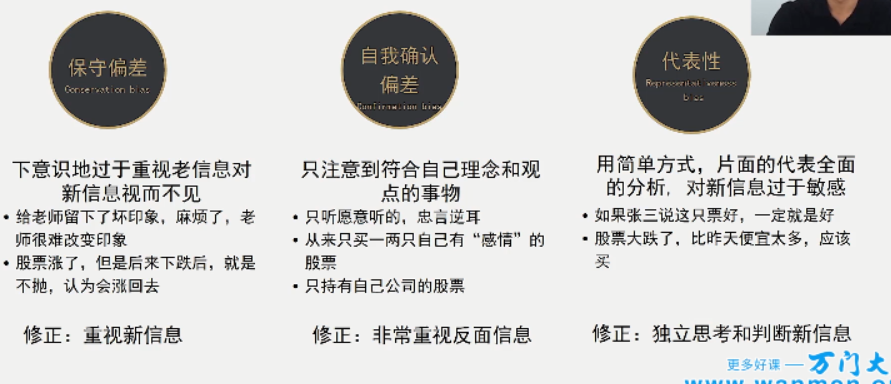 保守偏差
Conservation bias
下意识地过于重视老信息对
新信息视而不见
• 给老师留下了坏印象，麻烦了，老
师很难改变印象
• 股票涨了，但是后来下跌后，就是
不抛，认为会涨回去
修正：重视新信息
自我确认
偏差
Confirmation bias
只注意到符合自己理念和观
点的事物
• 只听愿意听的，忠言逆耳
• 从来只买一两只自己有“感情”的
股票
• 只持有自己公司的股票
修正：非常重视反面信息
代表性
bias
用简单方式，片面的代表全面
的分析，对新信息过于敏感
• 如果张三说这只票好，一定就是好
• 股票大跌了，比昨天便宜太多，应该
买
修正：独立思考和判断新信息
更多好课 — 万门大